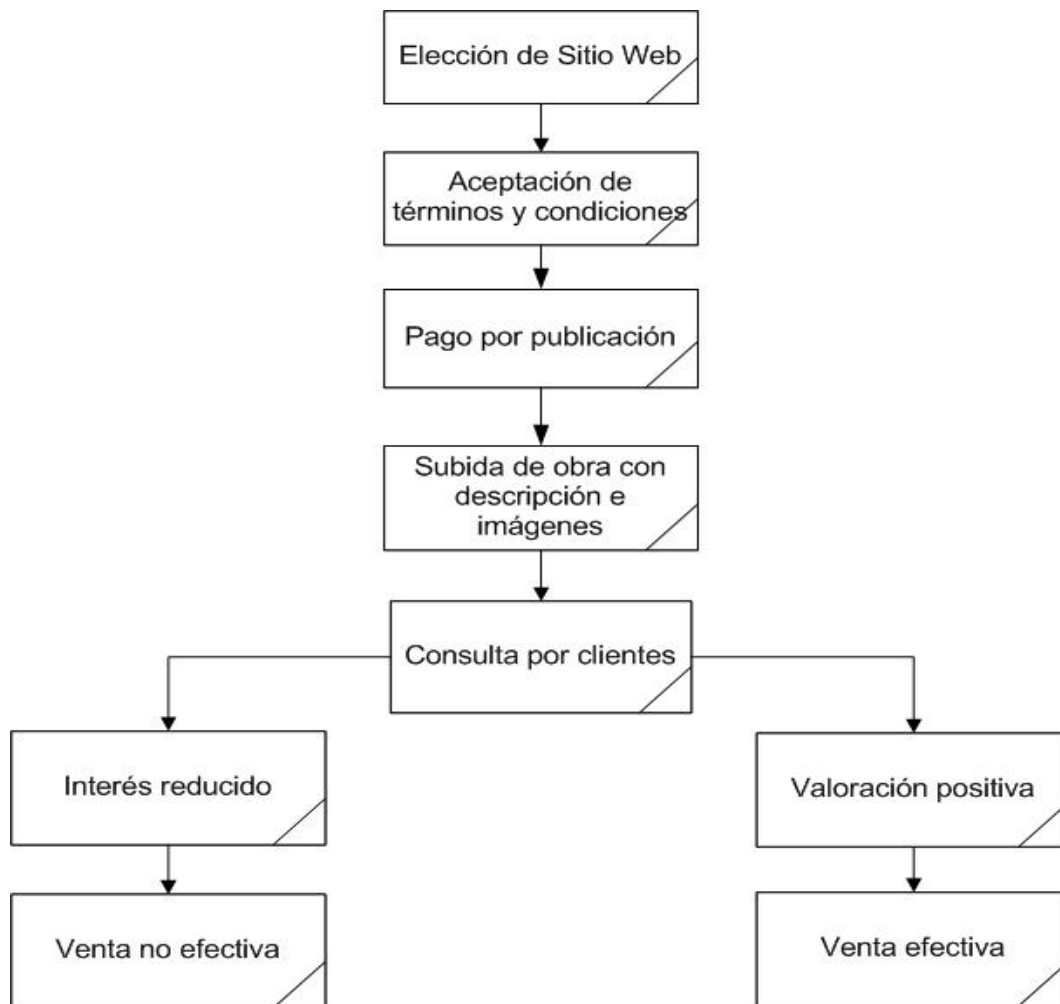 Elección de Sitio Web
Aceptación de
términos y condiciones
Pago por publicación
Subida de obra con
descripción e
imágenes
Consulta por clientes
Interés reducido
Valoración positiva
Venta no efectiva
Venta efectiva